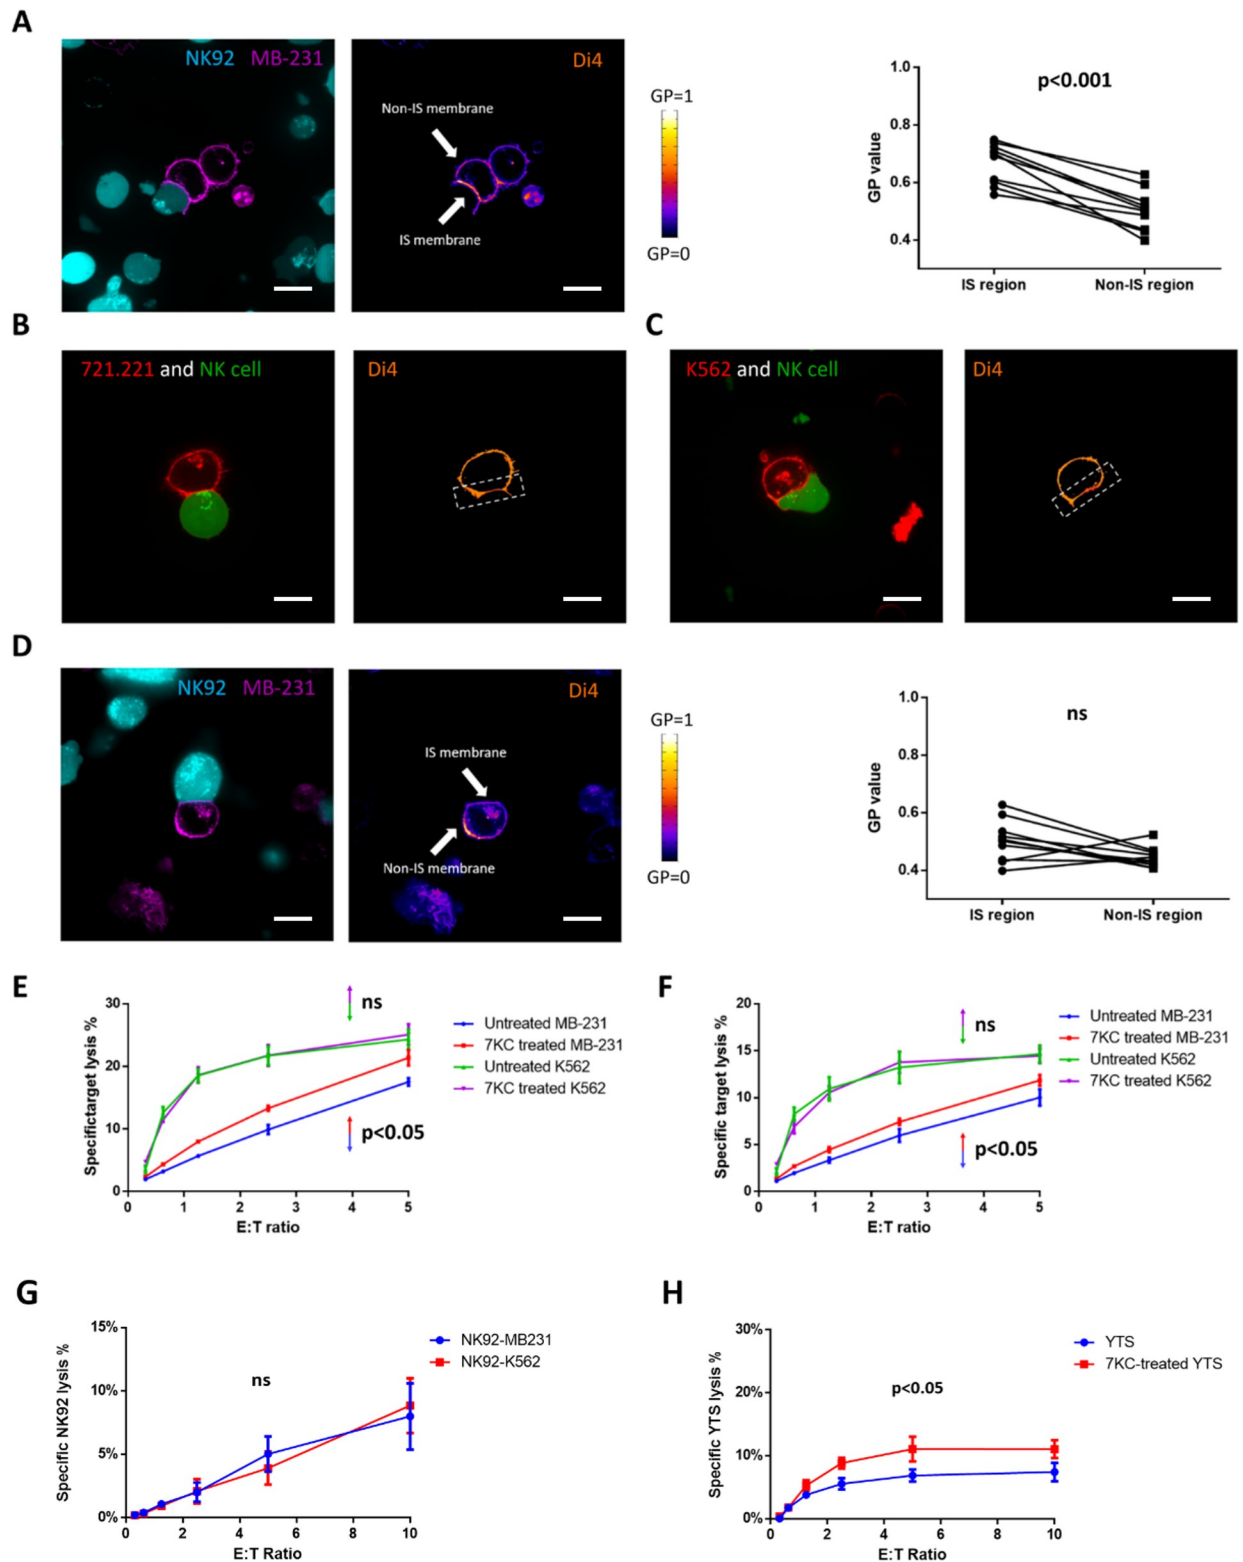 A
NK92 MB-231
Di4
Non-IS membrane
IS membrane
GP=1
GP=0
p<0.001
GP value
1.0
0.8
0.6
0.4
IS region Non-IS region
B
721.221 and NK cell
Di4
C
K562 and NK cell
Di4
D
NK92 MB-231
Di4
IS membrane
Non-IS membrane
GP=1
GP=0
ns
GP value
1.0
0.8
0.6
0.4
IS region Non-IS region
E
Specifictarget lysis %
30
20
10
0
0 1 2 3 4 5
E:T ratio
ns
p<0.05
Untreated MB-231
7KC treated MB-231
Untreated K562
7KC treated K562
F
Specific target lysis %
20
15
10
5
0
0 1 2 3 4 5
E:T ratio
ns
p<0.05
Untreated MB-231
7KC treated MB-231
Untreated K562
7KC treated K562
G
Specific NK92 lysis %
15%
10%
5%
0%
0 2 4 6 8 10
E:T Ratio
ns
NK92-MB231
NK92-K562
H
Specific YTS lysis %
30%
20%
10%
0%
0 2 4 6 8 10
E:T Ratio
p<0.05
YTS
7KC-treated YTS